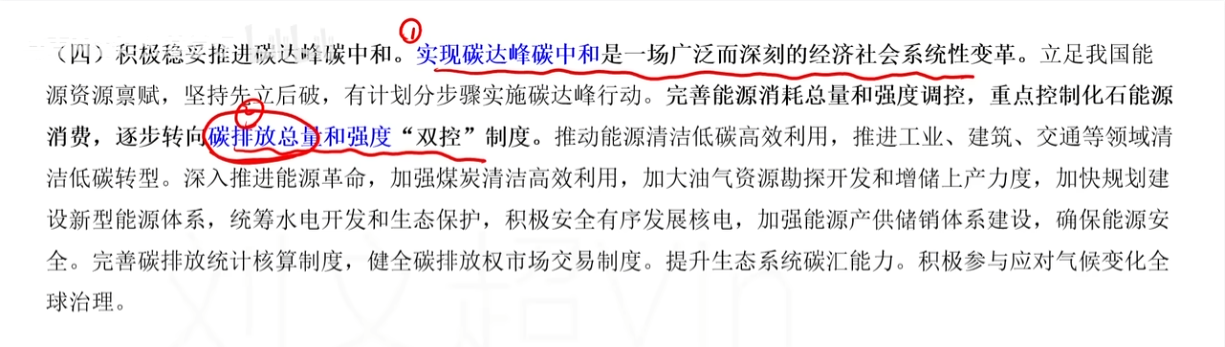 ①
（四）积极稳妥推进碳达峰碳中和。实现碳达峰碳中和是一场广泛而深刻的经济社会系统性变革。立足我国能
源资源禀赋，坚持先立后破，有计划分步骤实施碳达峰行动。完善能源消耗总量和强度调控，重点控制化石能源
消费，逐步转向碳排放总量和强度“双控”制度。推动能源清洁低碳高效利用，推进工业、建筑、交通等领域清
洁低碳转型。深入推进能源革命，加强煤炭清洁高效利用，加大油气资源勘探开发和增储上产力度，加快规划建
设新型能源体系，统筹水电开发和生态保护，积极安全有序发展核电，加强能源产供储销体系建设，确保能源安
全。完善碳排放统计核算制度，健全碳排放权市场交易制度。提升生态系统碳汇能力。积极参与应对气候变化全
球治理。